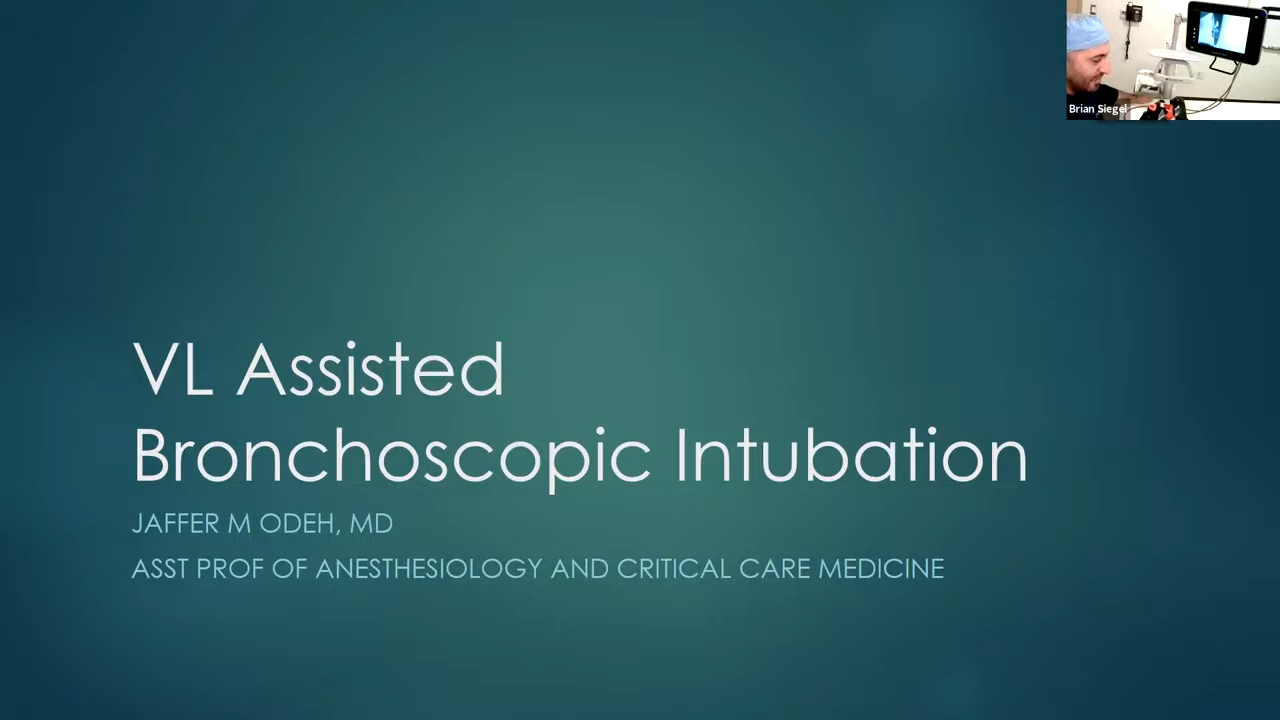 Brian Siegel
VL Assisted
Bronchoscopic Intubation
JAFFER M ODEH, MD
ASST PROF OF ANESTHESIOLOGY AND CRITICAL CARE MEDICINE